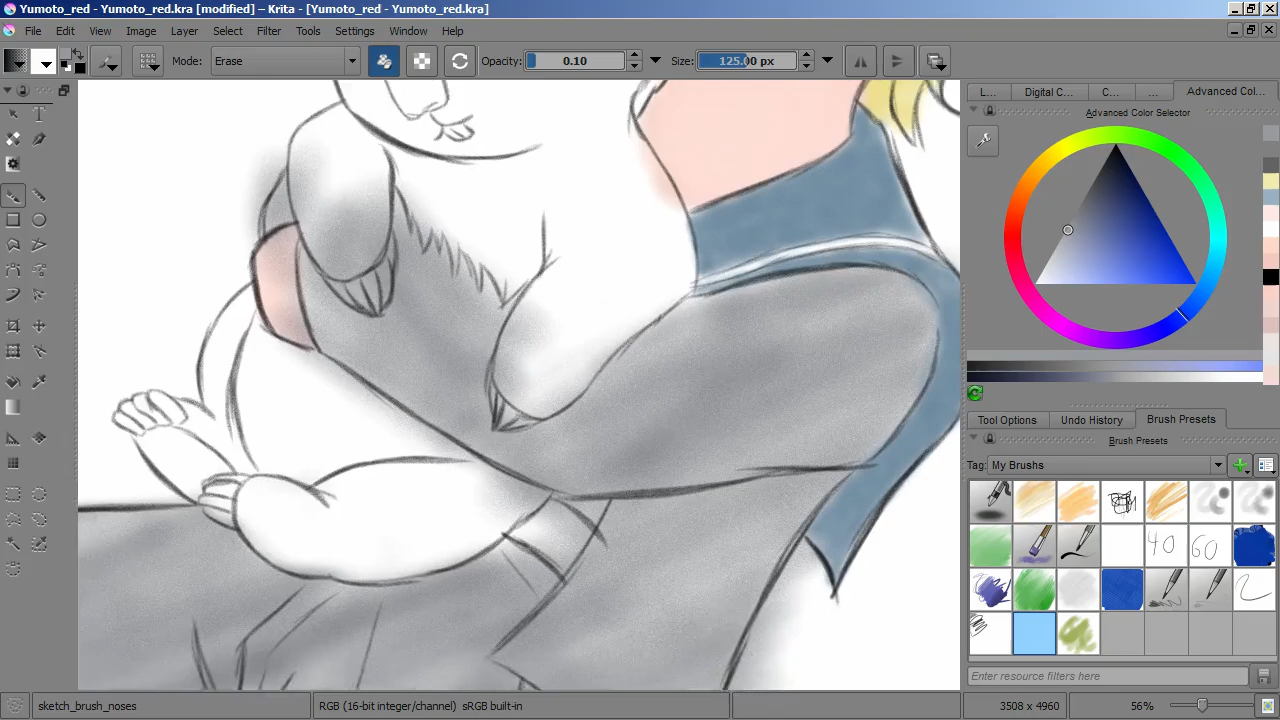 Yumoto_red - Yumoto_red.kra [modified] – Krita - [Yumoto_red - Yumoto_red.kra]
File Edit View Image Layer Select Filter Tools Settings Window Help
Mode: Erase Opacity: 0.10 Size: 125.00 px
L... Digital C... C... ... Advanced Col...
Advanced Color Selector
Tool Options Undo History Brush Presets
Brush Presets
Tag: My Brushes
40 60
Enter resource filters here
sketch_brush_noses RGB (16-bit integer/channel) sRGB built-in 3508 x 4960 56%